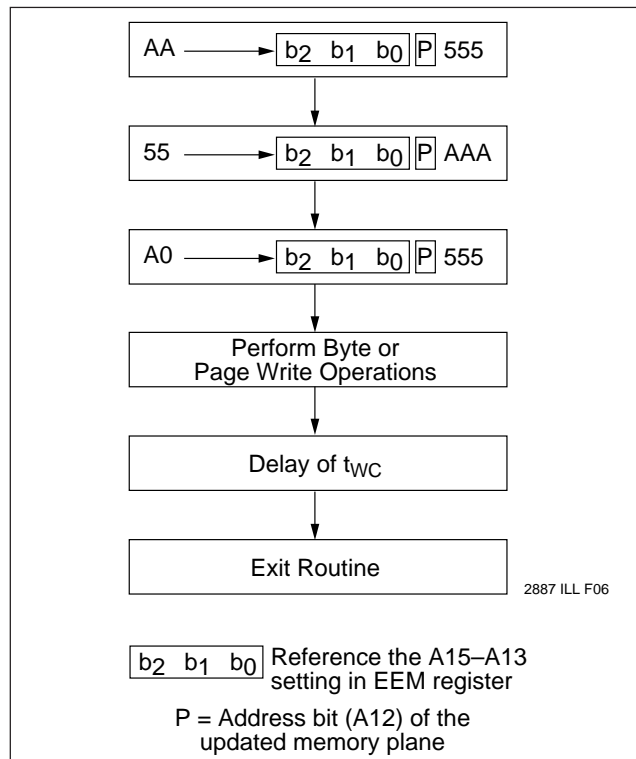 AA b2 b1 b0 P 555
55 b2 b1 b0 P AAA
A0 b2 b1 b0 P 555
Perform Byte or
Page Write Operations
Delay of tWC
Exit Routine
2887 ILL F06
b2 b1 b0 Reference the A15–A13
setting in EEM register
P = Address bit (A12) of the
updated memory plane